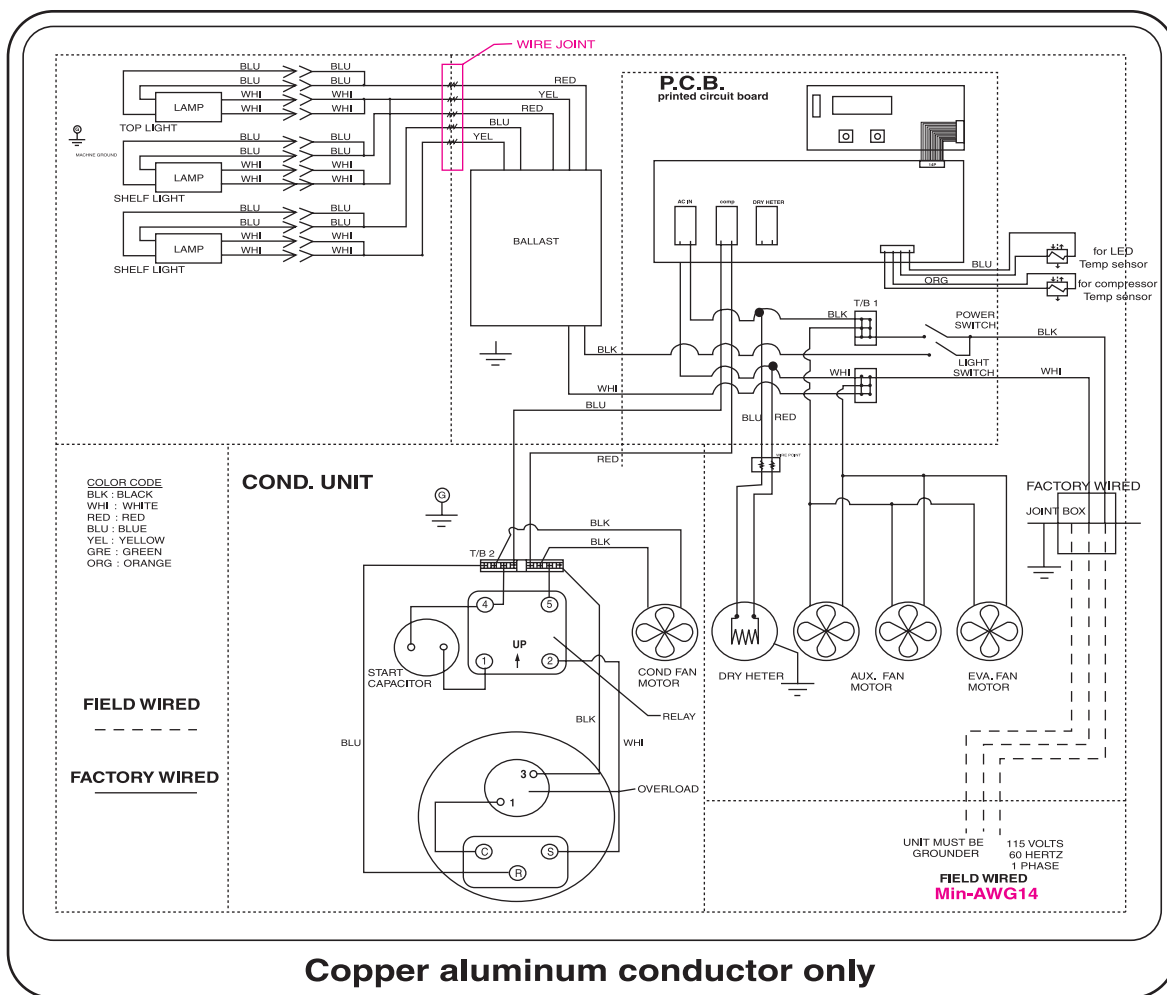 WIRE JOINT
BLU BLU
BLU BLU RED
WHI WHI YEL
LAMP
WHI WHI RED
TOP LIGHT
BLU
YEL
G
MACHINE GROUND
BLU BLU
BLU BLU
WHI WHI
LAMP
WHI WHI
SHELF LIGHT
BLU BLU
BLU BLU
WHI WHI
LAMP
WHI WHI
SHELF LIGHT
BALLAST
P.C.B.
printed circuit board
14P
AC IN comp DRY HETER
BLU
for LED
Temp sensor
ORG
for compressor
Temp sensor
T/B 1
BLK
POWER
SWITCH
BLK
BLK
LIGHT
SWITCH
WHI
WHI
WHI
BLU
BLU RED
RED
WIRE POINT
COLOR CODE
BLK : BLACK
WHI : WHITE
RED : RED
BLU : BLUE
YEL : YELLOW
GRE : GREEN
ORG : ORANGE
FIELD WIRED
FACTORY WIRED
COND. UNIT
G
BLK
BLK
T/B 2
4 5
UP
1 2
START
CAPACITOR
RELAY
BLK
WHI
BLU
3
1
OVERLOAD
C S
R
COND FAN
MOTOR
DRY HETER
AUX. FAN
MOTOR
EVA. FAN
MOTOR
FACTORY WIRED
JOINT BOX
UNIT MUST BE
GROUNDER
115 VOLTS
60 HERTZ
1 PHASE
FIELD WIRED
Min-AWG14
Copper aluminum conductor only